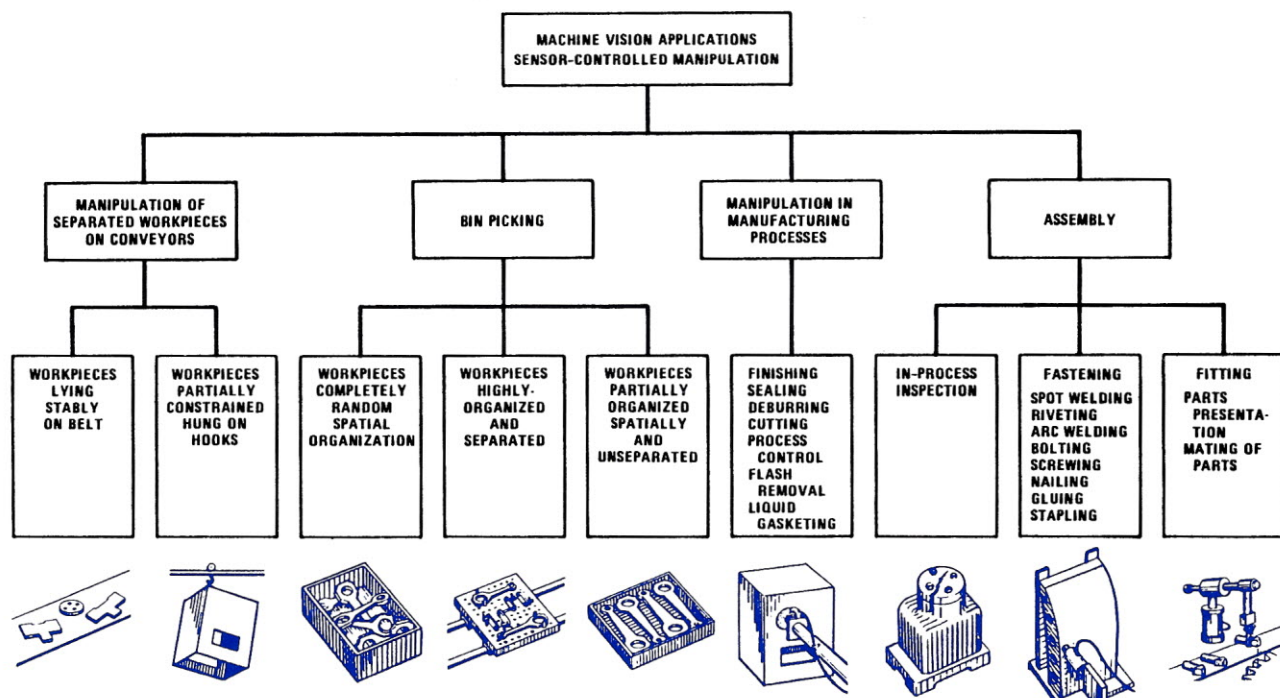 MACHINE VISION APPLICATIONS
SENSOR-CONTROLLED MANIPULATION
MANIPULATION OF
SEPARATED WORKPIECES
ON CONVEYORS
BIN PICKING
MANIPULATION IN
MANUFACTURING
PROCESSES
ASSEMBLY
WORKPIECES
LYING
STABLY
ON BELT
WORKPIECES
PARTIALLY
CONSTRAINED
HUNG ON
HOOKS
WORKPIECES
COMPLETELY
RANDOM
SPATIAL
ORGANIZATION
WORKPIECES
HIGHLY-
ORGANIZED
AND
SEPARATED
WORKPIECES
PARTIALLY
ORGANIZED
SPATIALLY
AND
UNSEPARATED
FINISHING
SEALING
DEBURRING
CUTTING
PROCESS
CONTROL
FLASH
REMOVAL
LIQUID
GASKETING
IN-PROCESS
INSPECTION
FASTENING
SPOT WELDING
RIVETING
ARC WELDING
BOLTING
SCREWING
NAILING
GLUING
STAPLING
FITTING
PARTS
PRESENTA-
TION
MATING OF
PARTS